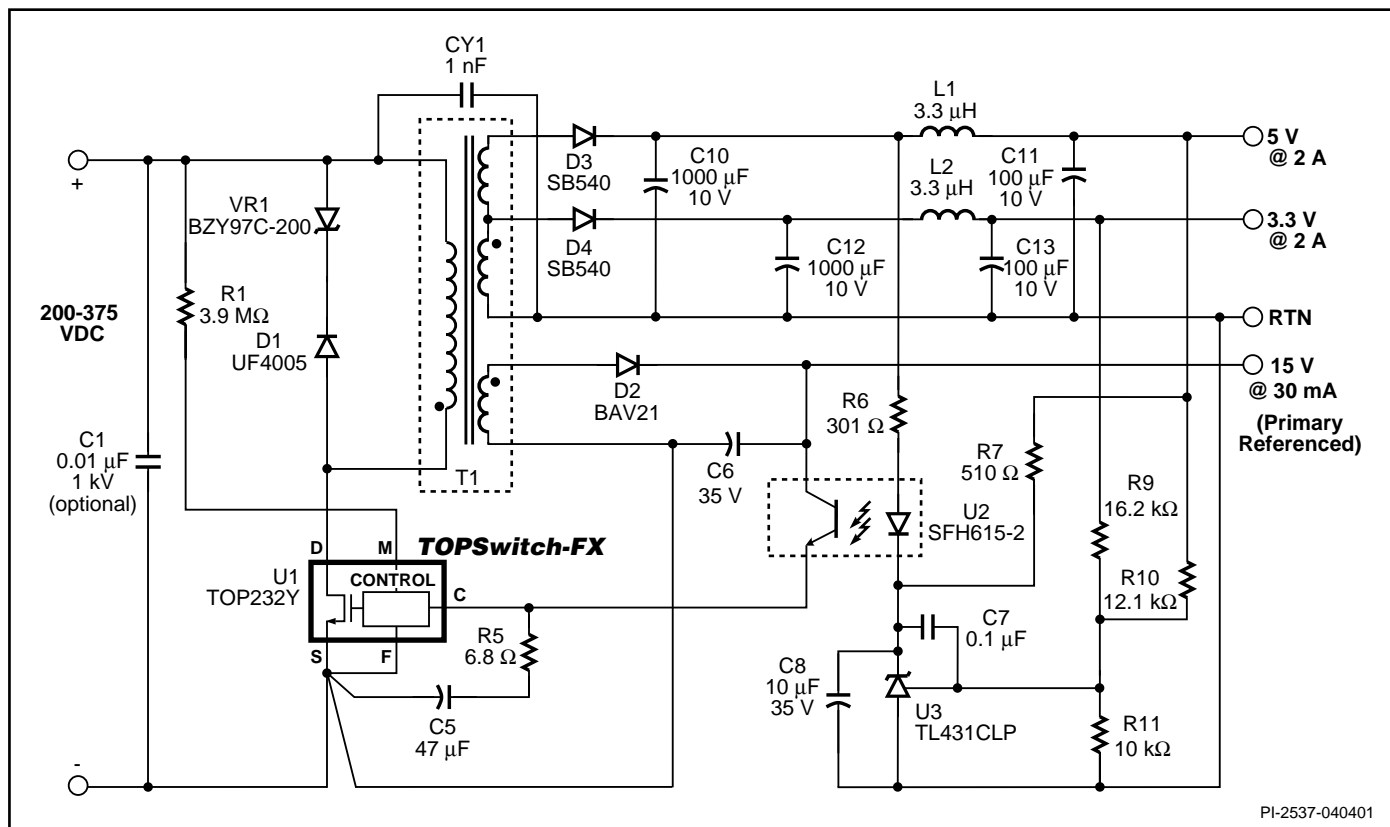 CY1
1 nF
L1
3.3 µH
5 V
@ 2 A
D3
SB540
C10
1000 µF
10 V
C11
100 µF
10 V
L2
3.3 µH
+
VR1
BZY97C-200
3.3 V
@ 2 A
D4
SB540
C12
1000 µF
10 V
C13
100 µF
10 V
200-375
VDC
R1
3.9 MΩ
D1
UF4005
RTN
D2
BAV21
15 V
@ 30 mA
(Primary
Referenced)
R6
301 Ω
C1
0.01 µF
1 kV
(optional)
T1
C6
35 V
R7
510 Ω
R9
16.2 kΩ
U2
SFH615-2
D
M
TOPSwitch-FX
U1
TOP232Y
CONTROL
C
R10
12.1 kΩ
S
F
R5
6.8 Ω
C7
0.1 µF
C8
10 µF
35 V
C5
47 µF
U3
TL431CLP
R11
10 kΩ
-
PI-2537-040401